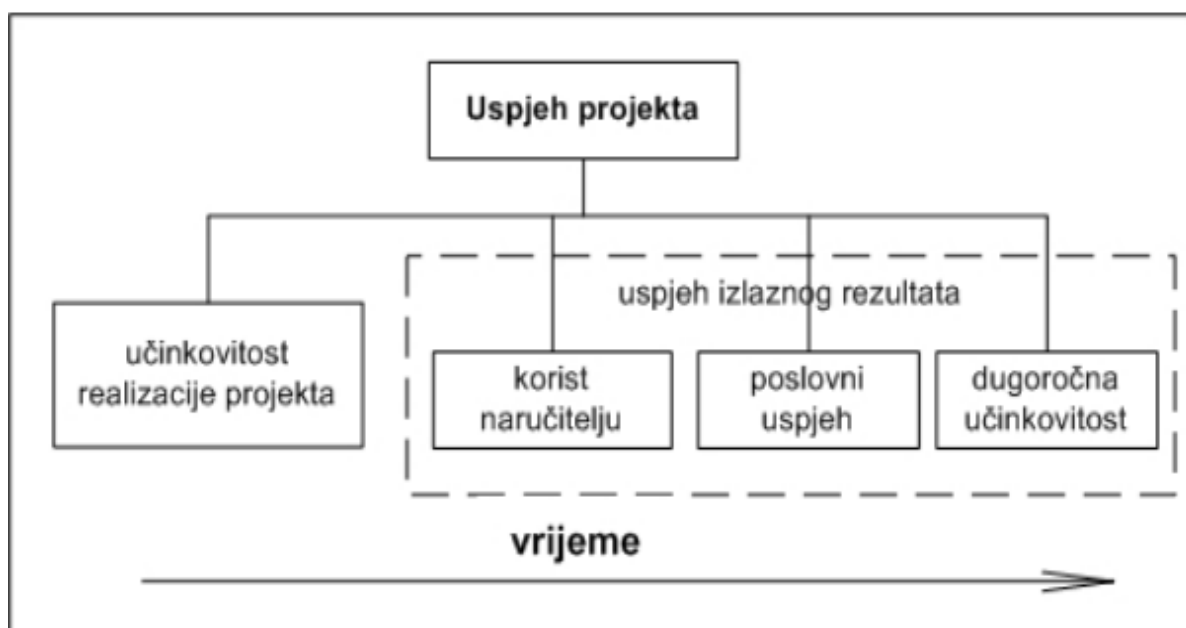 Uspjeh projekta
uspjeh izlaznog rezultata
učinkovitost
realizacije projekta
korist
naručitelju
poslovni
uspjeh
dugoročna
učinkovitost
vrijeme